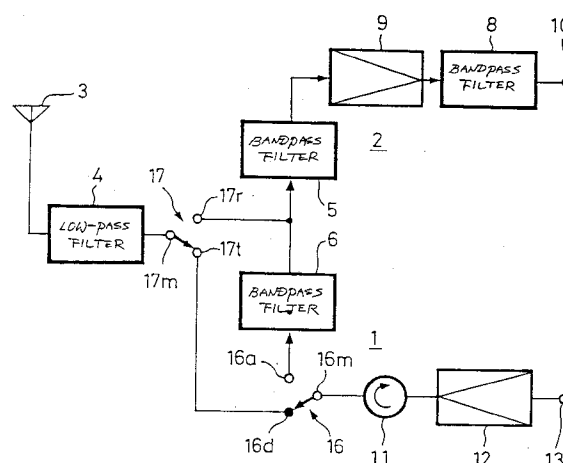 9
8
10
BANDPASS
FILTER
3
BANDPASS
FILTER
2
4
17
17r
5
LOW-PASS
FILTER
6
17m
17t
BANDPASS
FILTER
1
16a
16m
16d
16
11
12
13